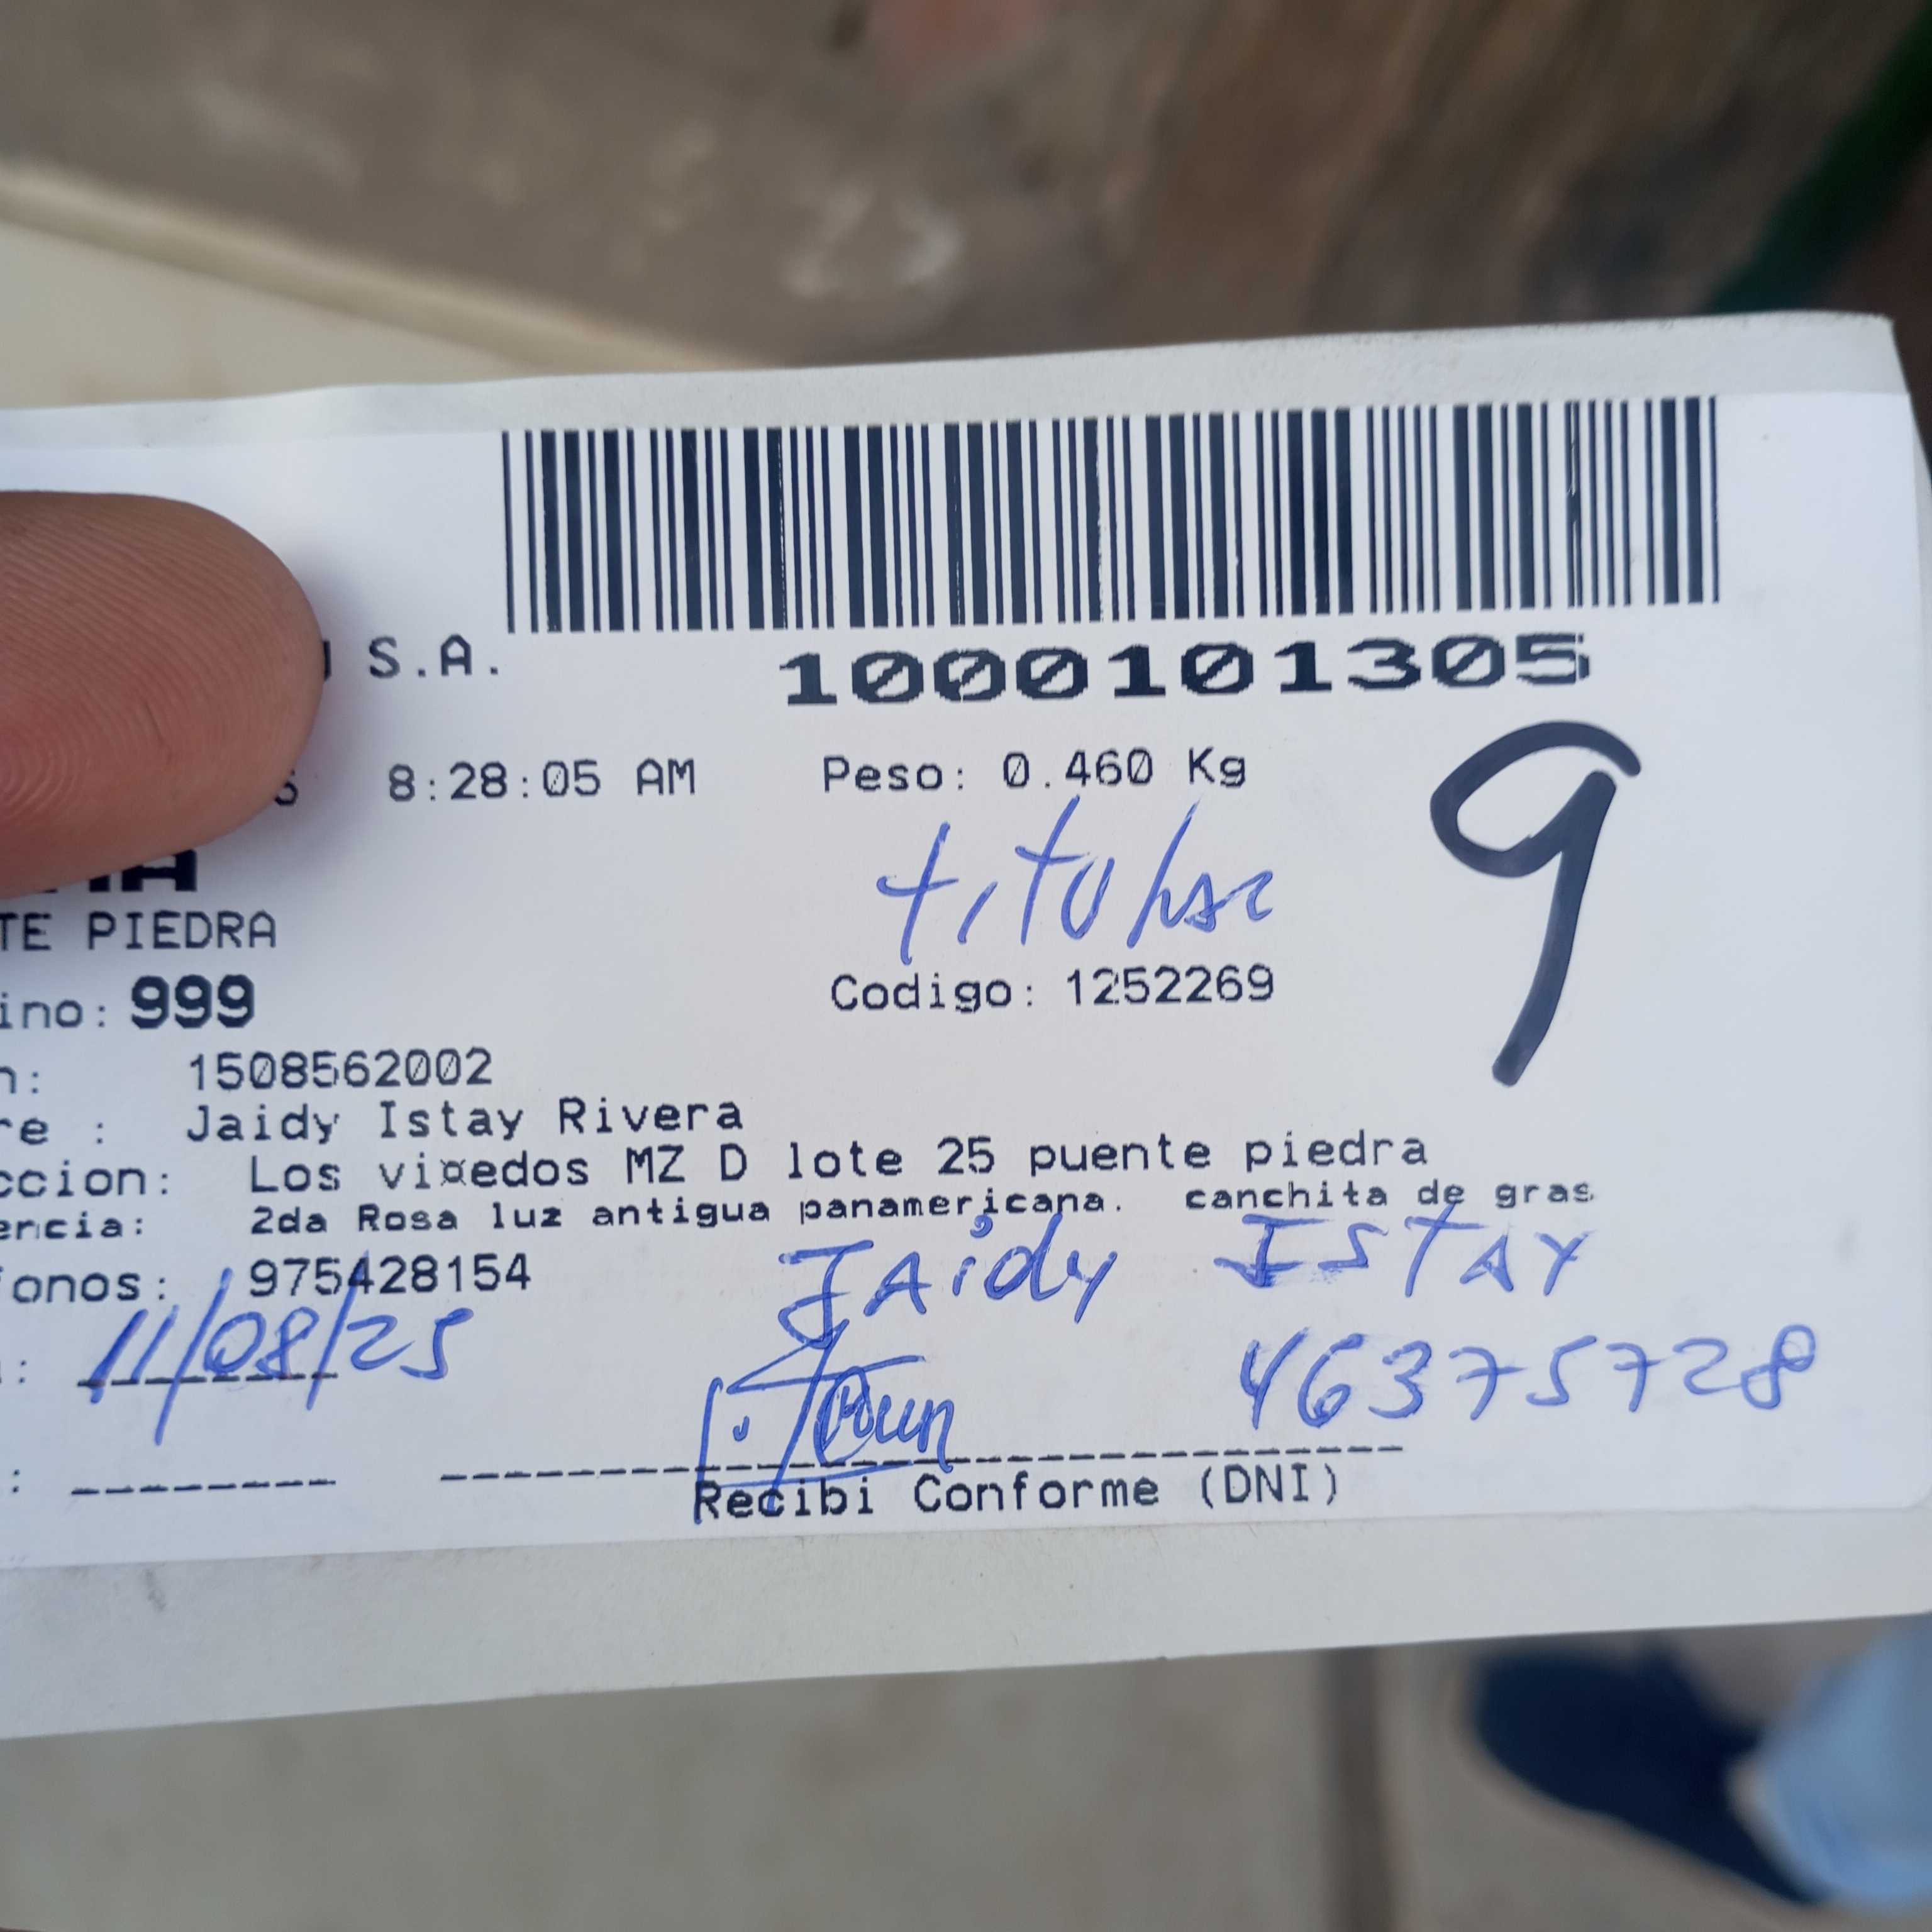 S.A.
1000101305
8:28:05 AM Peso: 0.460 Kg
9
titular
TE PIEDRA
ino: 999 Codigo: 1252269
1508562002
re : Jaidy Istay Rivera
ccion: Los viñedos MZ D lote 25 puente piedra
encia: 2da Rosa luz antigua panamericana. canchita de gras
fonos: 975428154
JAidy ISTAY
11/08/25
46375728
Recibi Conforme (DNI)